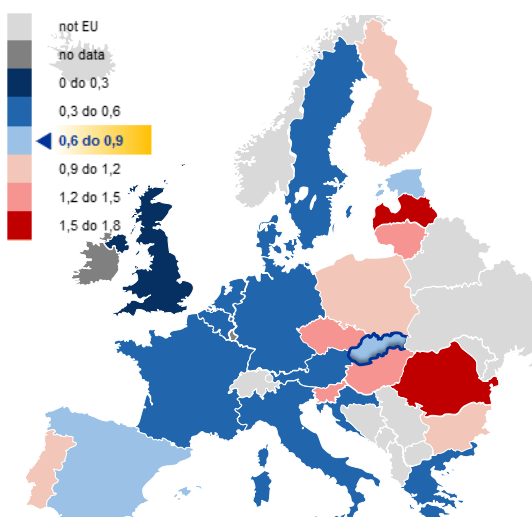 not EU
no data
0 do 0,3
0,3 do 0,6
0,6 do 0,9
0,9 do 1,2
1,2 do 1,5
1,5 do 1,8